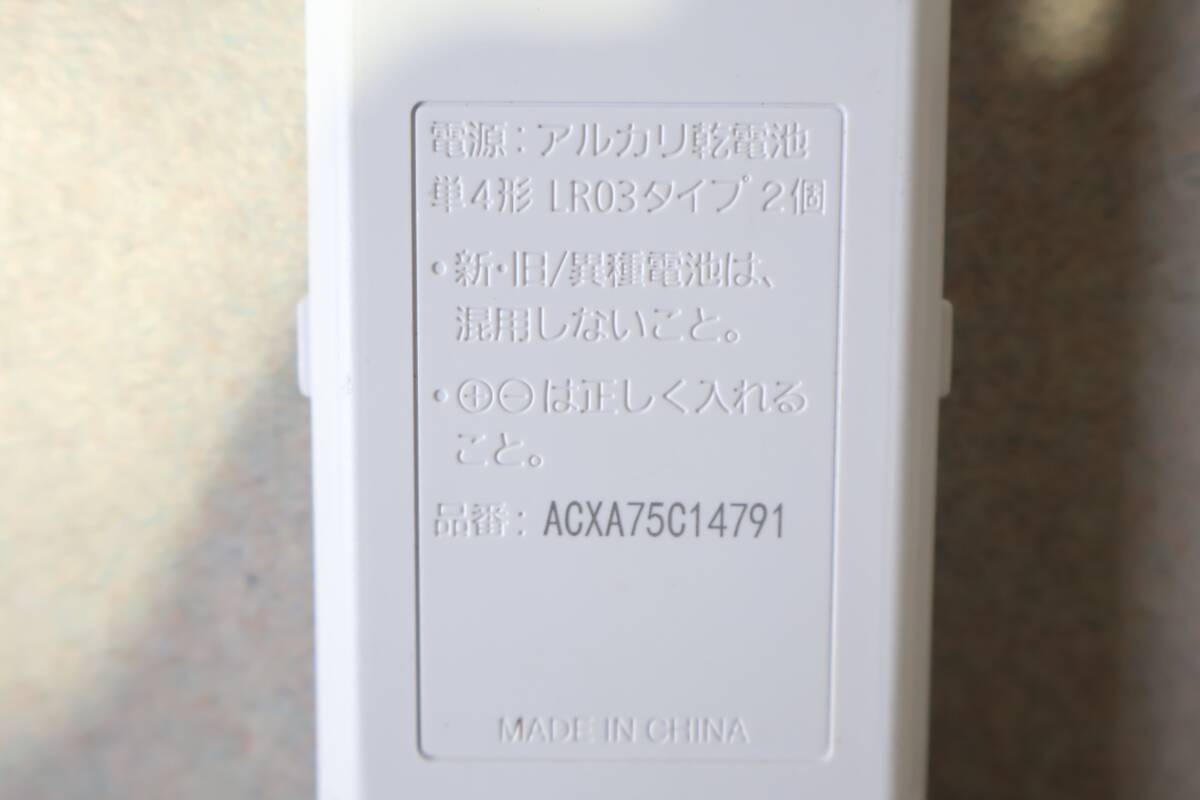 電源：アルカリ乾電池
単4形 LR03タイプ 2個
・新・旧/異種電池は、
混用しないこと。
・⊕⊖は正しく入れる
こと。
品番：ACXA75C14791
MADE IN CHINA